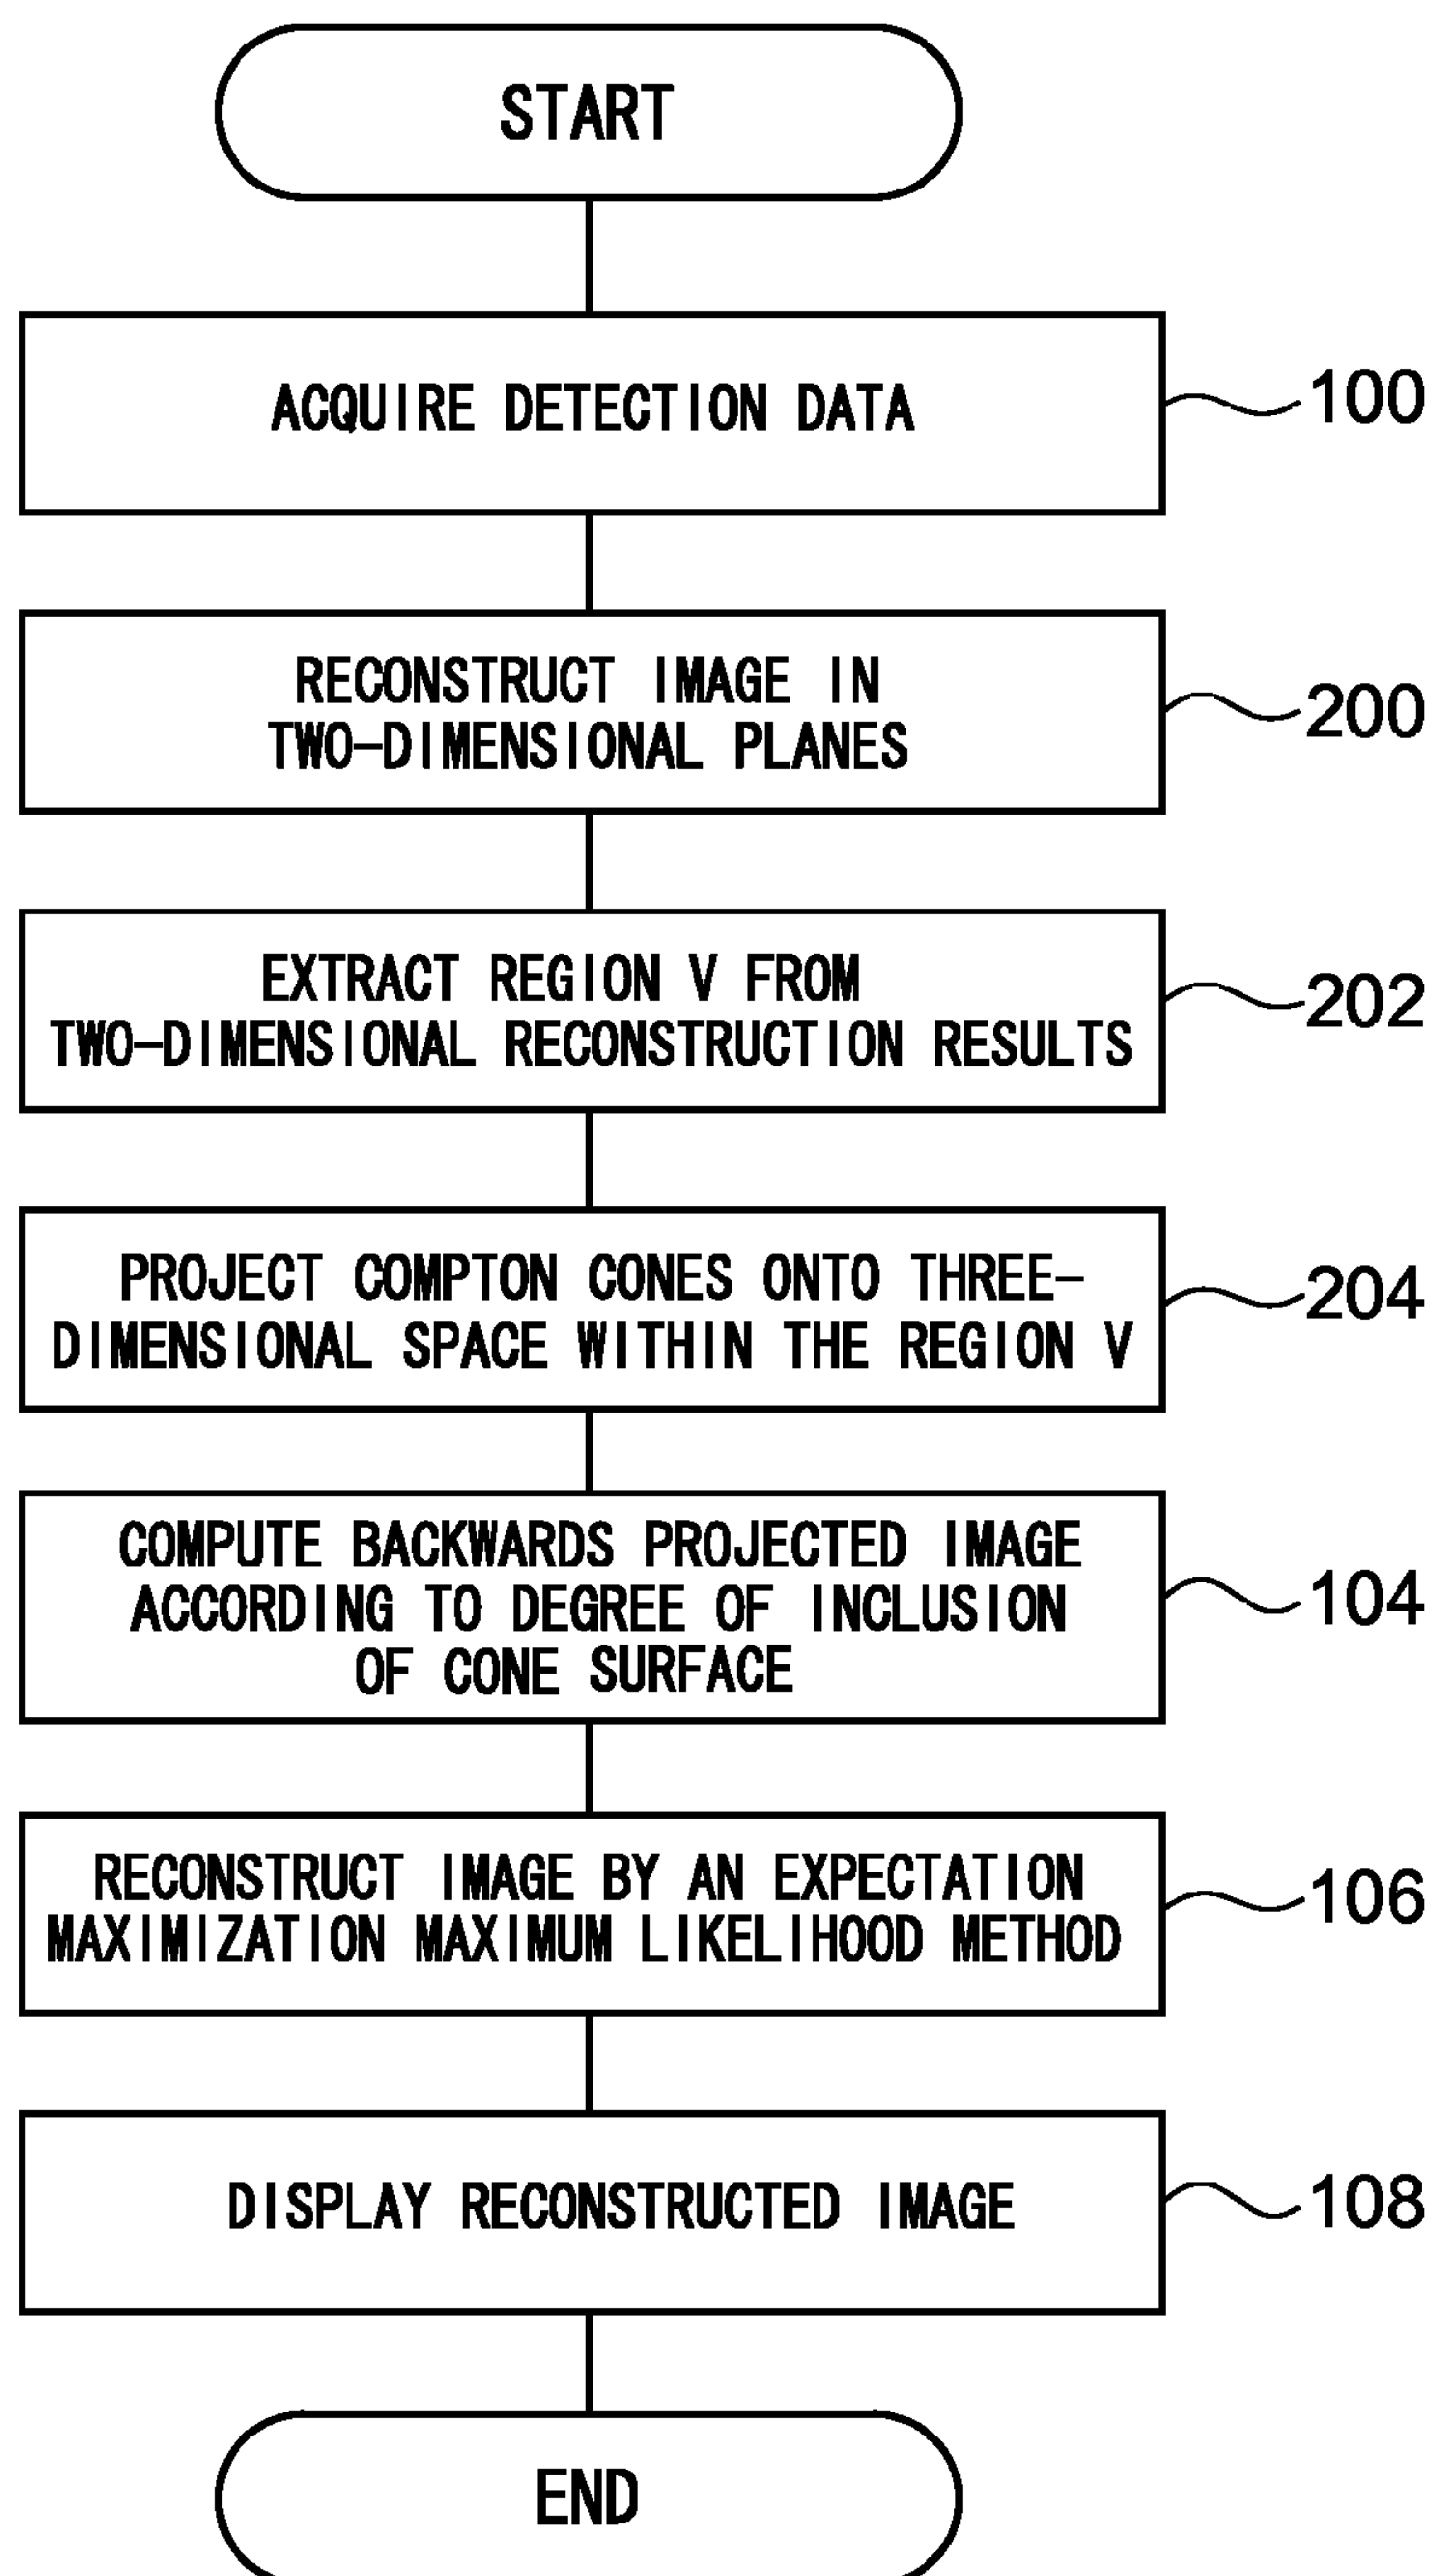 START
ACQUIRE DETECTION DATA
100
RECONSTRUCT IMAGE IN
TWO-DIMENSIONAL PLANES
200
EXTRACT REGION V FROM
TWO-DIMENSIONAL RECONSTRUCTION RESULTS
202
PROJECT COMPTON CONES ONTO THREE-
DIMENSIONAL SPACE WITHIN THE REGION V
204
COMPUTE BACKWARDS PROJECTED IMAGE
ACCORDING TO DEGREE OF INCLUSION
OF CONE SURFACE
104
RECONSTRUCT IMAGE BY AN EXPECTATION
MAXIMIZATION MAXIMUM LIKELIHOOD METHOD
106
DISPLAY RECONSTRUCTED IMAGE
108
END